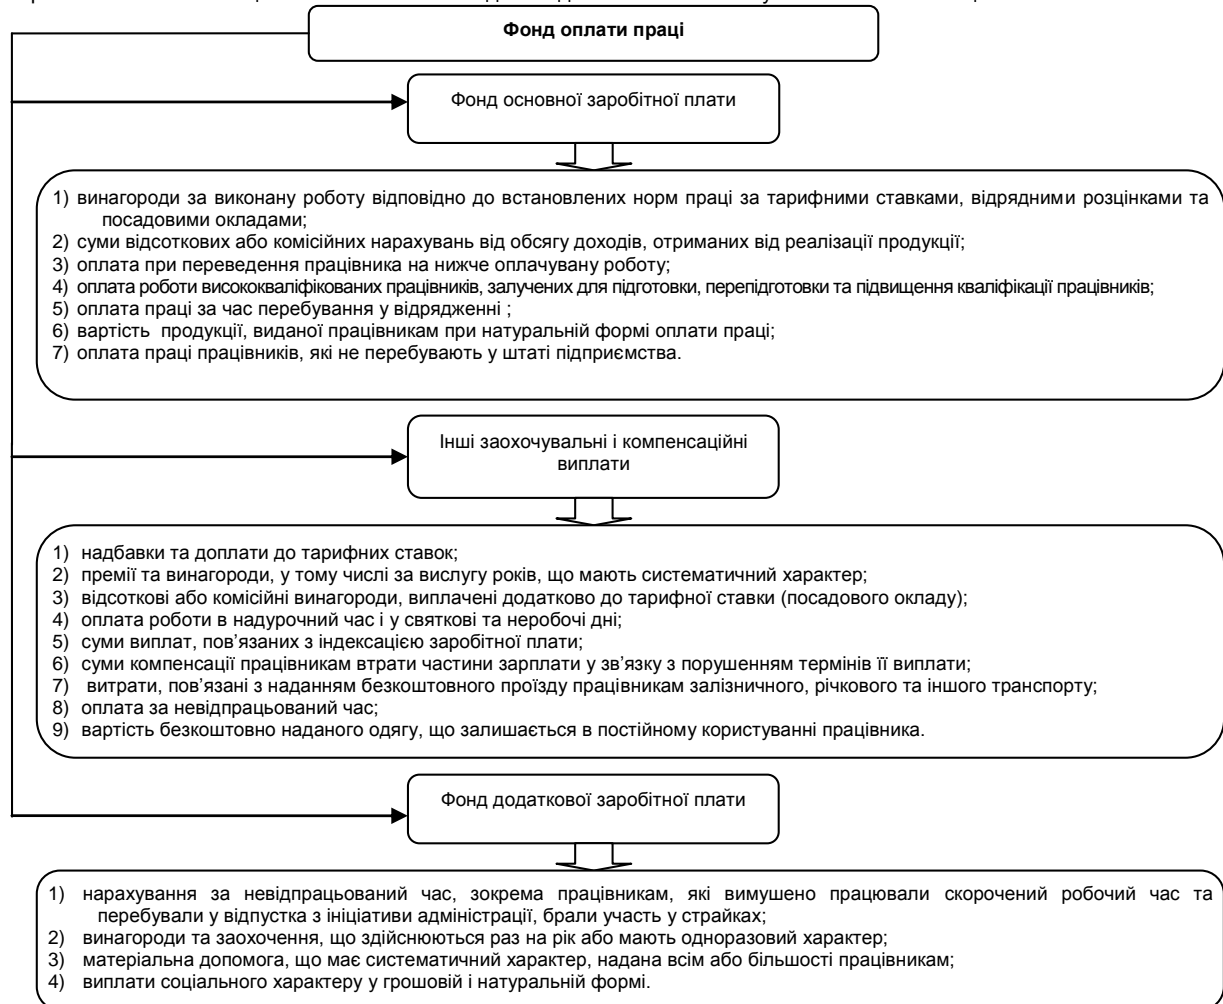 Фонд оплати праці
Фонд основної заробітної плати
1) винагороди за виконану роботу відповідно до встановлених норм праці за тарифними ставками, відрядними розцінками та
посадовими окладами;
2) суми відсоткових або комісійних нарахувань від обсягу доходів, отриманих від реалізації продукції;
3) оплата при переведення працівника на нижче оплачувану роботу;
4) оплата роботи висококваліфікованих працівників, залучених для підготовки, перепідготовки та підвищення кваліфікації працівників;
5) оплата праці за час перебування у відрядженні ;
6) вартість продукції, виданої працівникам при натуральній формі оплати праці;
7) оплата праці працівників, які не перебувають у штаті підприємства.
Інші заохочувальні і компенсаційні
виплати
1) надбавки та доплати до тарифних ставок;
2) премії та винагороди, у тому числі за вислугу років, що мають систематичний характер;
3) відсоткові або комісійні винагороди, виплачені додатково до тарифної ставки (посадового окладу);
4) оплата роботи в надурочний час і у святкові та неробочі дні;
5) суми виплат, пов’язаних з індексацією заробітної плати;
6) суми компенсації працівникам втрати частини зарплати у зв’язку з порушенням термінів її виплати;
7) витрати, пов’язані з наданням безкоштовного проїзду працівникам залізничного, річкового та іншого транспорту;
8) оплата за невідпрацьований час;
9) вартість безкоштовно наданого одягу, що залишається в постійному користуванні працівника.
Фонд додаткової заробітної плати
1) нарахування за невідпрацьований час, зокрема працівникам, які вимушено працювали скорочений робочий час та
перебували у відпустка з ініціативи адміністрації, брали участь у страйках;
2) винагороди та заохочення, що здійснюються раз на рік або мають одноразовий характер;
3) матеріальна допомога, що має систематичний характер, надана всім або більшості працівникам;
4) виплати соціального характеру у грошовій і натуральній формі.